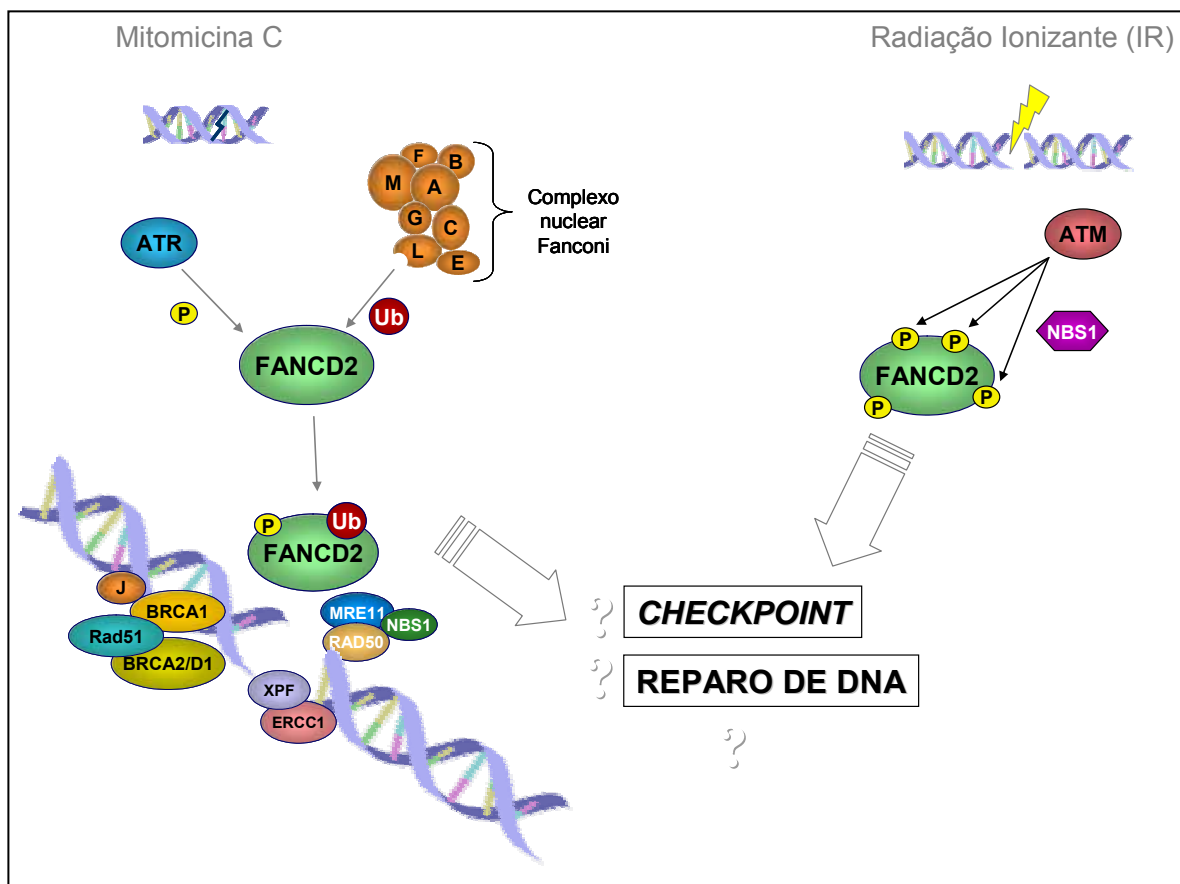 Mitomicina C
Radiação Ionizante (IR)
F
B
M
A
G
C
L
E
Complexo
nuclear
Fanconi
ATR
P
Ub
FANCD2
ATM
NBS1
P
P
FANCD2
P
P
P
Ub
FANCD2
J
BRCA1
Rad51
BRCA2/D1
MRE11
NBS1
RAD50
XPF
ERCC1
? CHECKPOINT
? REPARO DE DNA
?